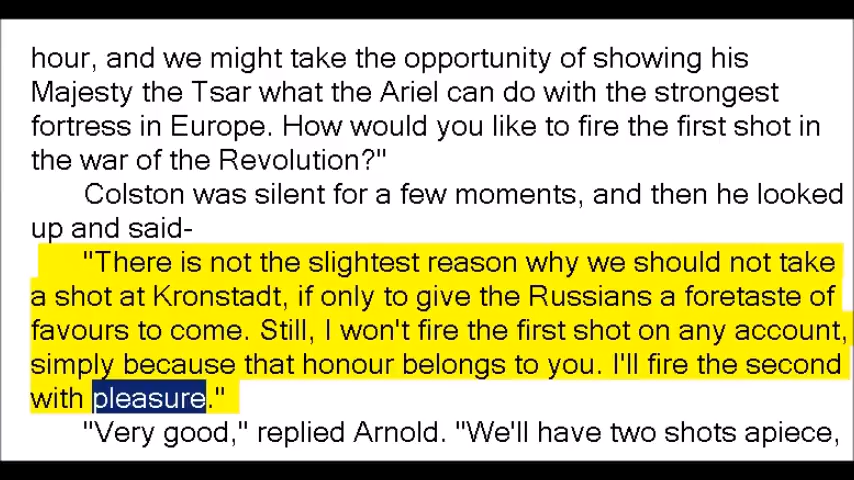 hour, and we might take the opportunity of showing his
Majesty the Tsar what the Ariel can do with the strongest
fortress in Europe. How would you like to fire the first shot in
the war of the Revolution?"
Colston was silent for a few moments, and then he looked
up and said-
"There is not the slightest reason why we should not take
a shot at Kronstadt, if only to give the Russians a foretaste of
favours to come. Still, I won't fire the first shot on any account,
simply because that honour belongs to you. I'll fire the second
with pleasure."
"Very good," replied Arnold. "We'll have two shots apiece,